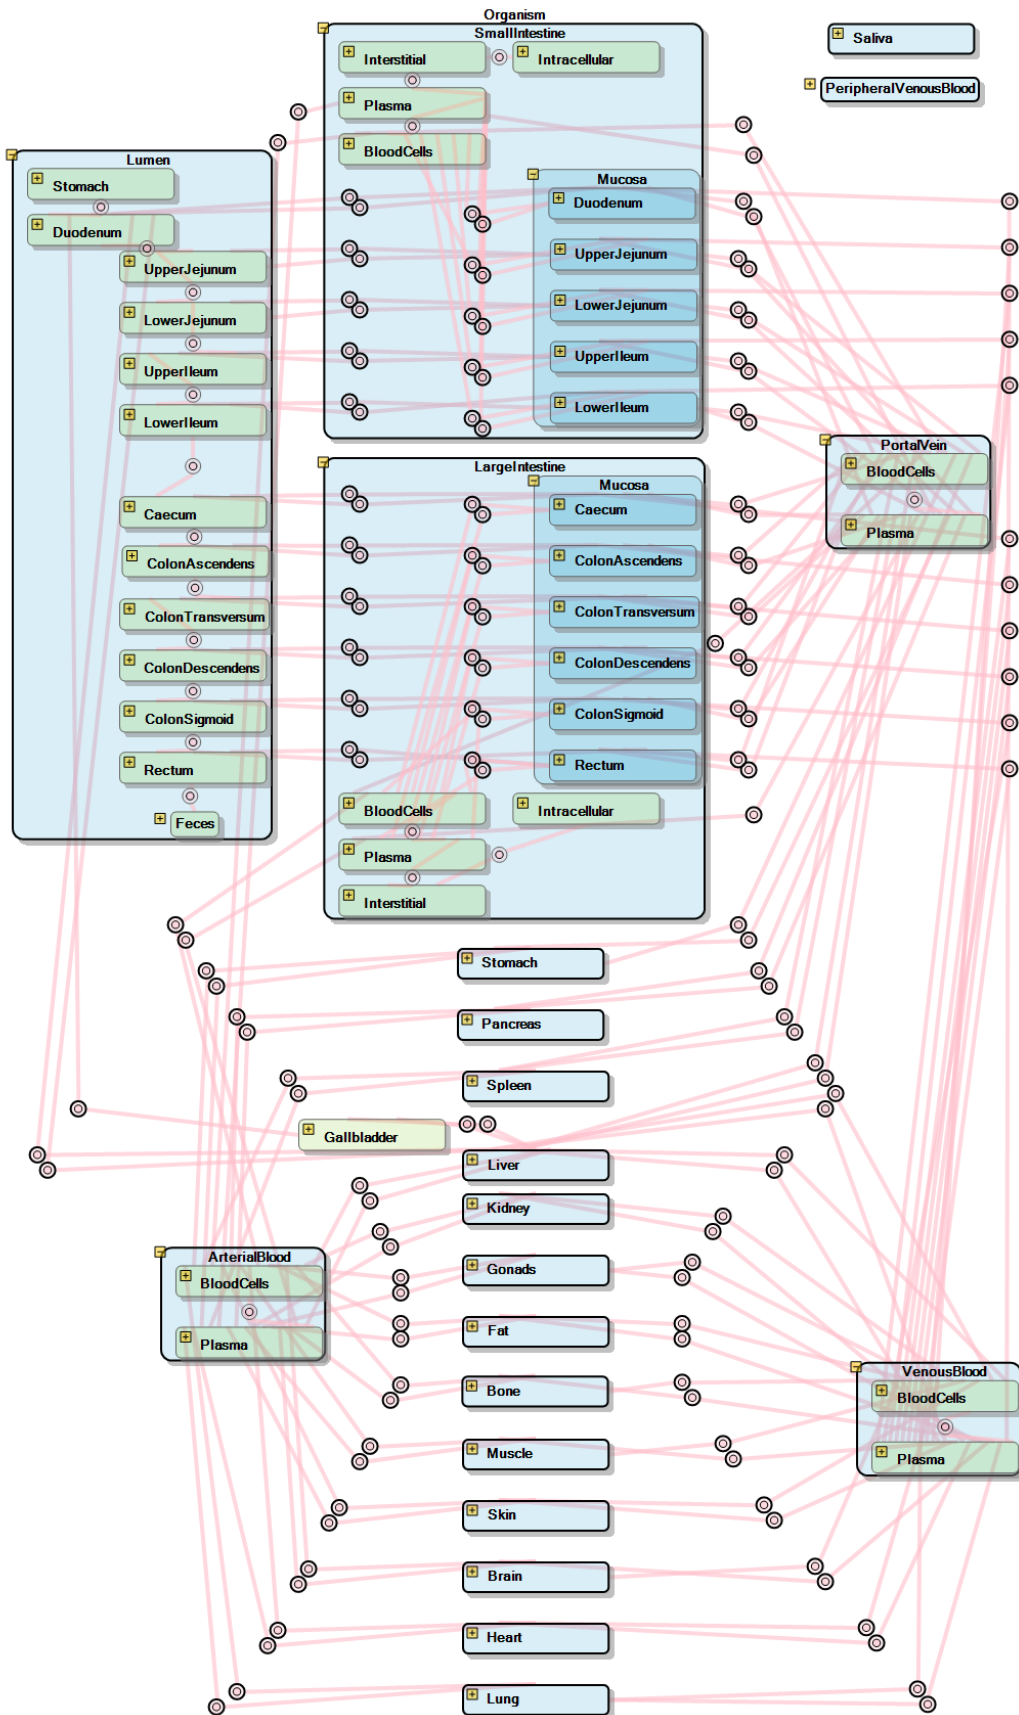 Organism
SmallIntestine
Saliva
Interstitial
Intracellular
PeripheralVenousBlood
Plasma
BloodCells
Lumen
Stomach
Mucosa
Duodenum
Duodenum
UpperJejunum
UpperJejunum
LowerJejunum
LowerJejunum
UpperIleum
UpperIleum
LowerIleum
LowerIleum
PortalVein
BloodCells
Plasma
LargeIntestine
Mucosa
Caecum
Caecum
ColonAscendens
ColonAscendens
ColonTransversum
ColonTransversum
ColonDescendens
ColonDescendens
ColonSigmoid
ColonSigmoid
Rectum
Rectum
Feces
BloodCells
Intracellular
Plasma
Interstitial
Stomach
Pancreas
Spleen
Gallbladder
Liver
Kidney
ArterialBlood
BloodCells
Plasma
Gonads
Fat
Bone
VenousBlood
BloodCells
Plasma
Muscle
Skin
Brain
Heart
Lung